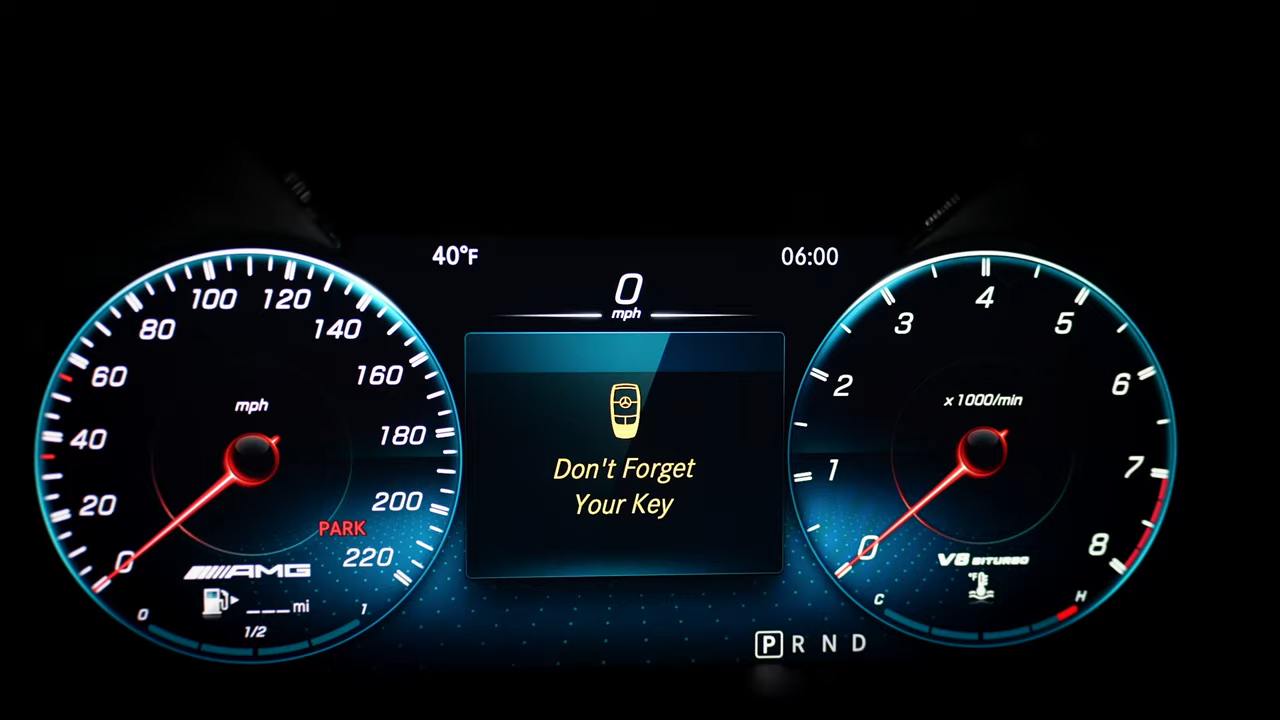 40°F
06:00
0
mph
100
120
80
140
60
160
mph
40
180
20
200
PARK
0
220
AMG
___mi
0
1/2
1
Don't Forget
Your Key
4
3
5
2
6
x 1000/min
1
7
0
8
V8 BITURBO
°F
C
H
P R N D